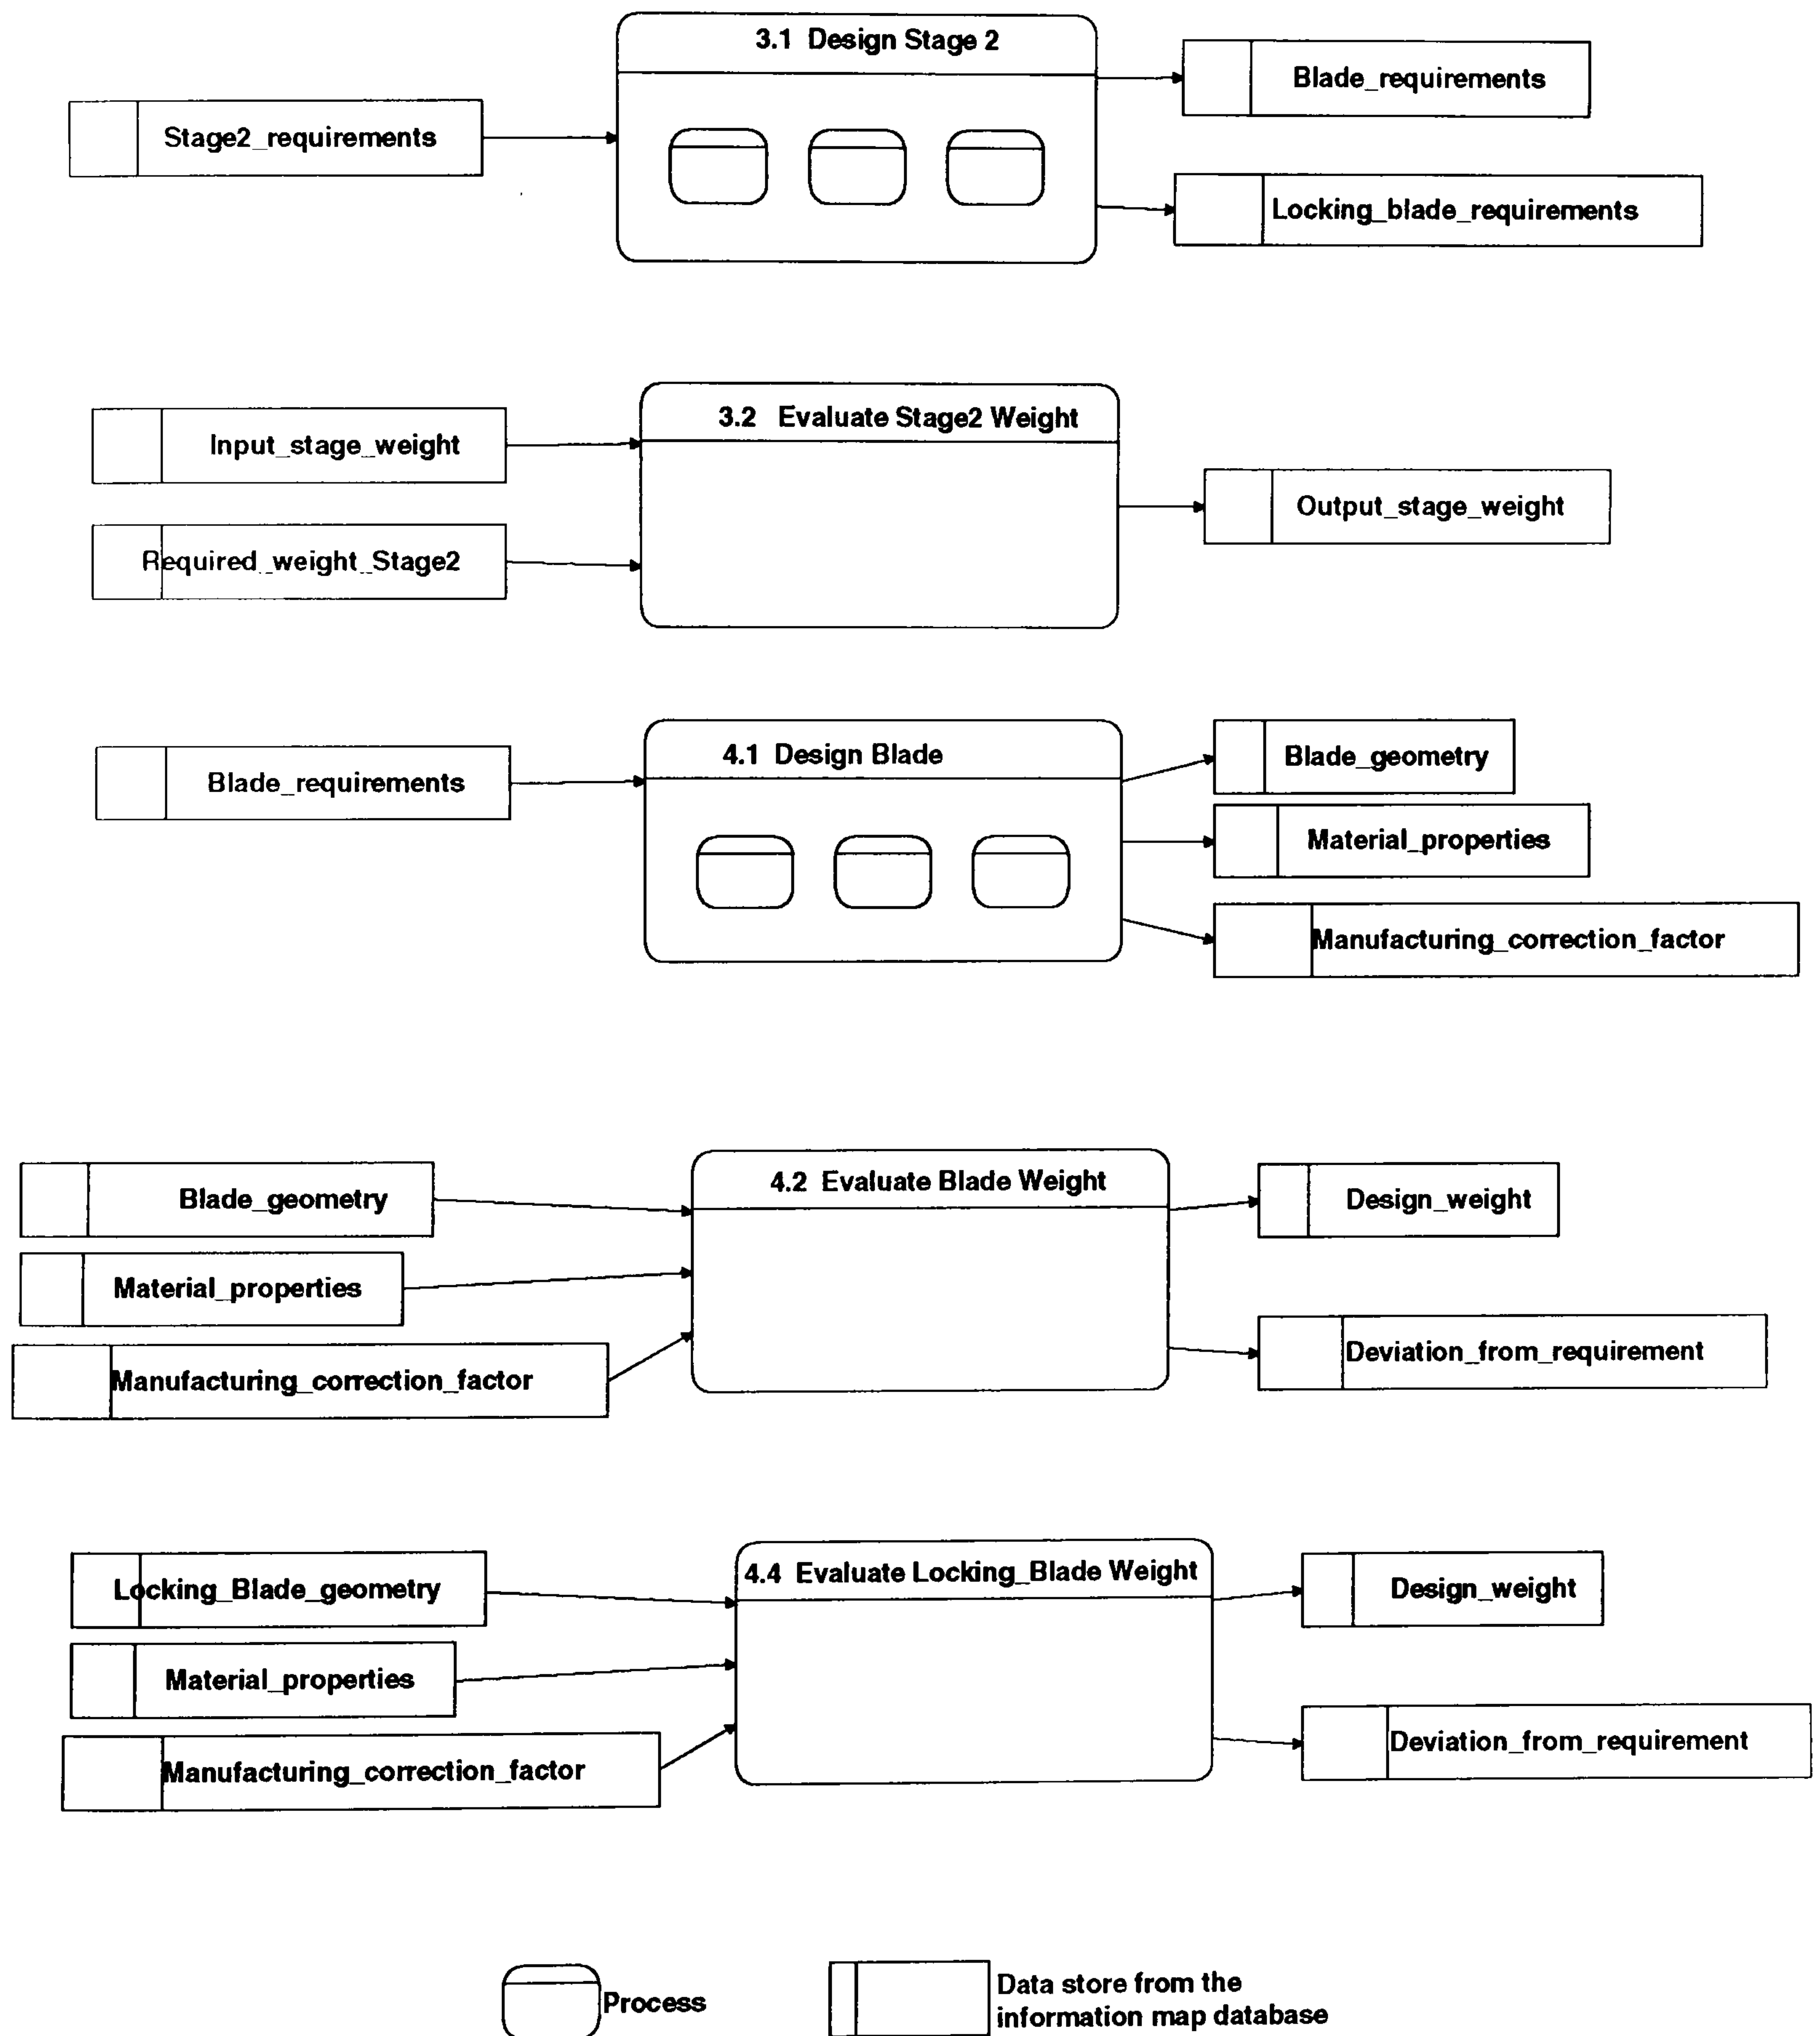 3.1 Design Stage 2
Stage2_requirements
Blade_requirements
Locking_blade_requirements
3.2 Evaluate Stage2 Weight
Input_stage_weight
Required_weight_Stage2
Output_stage_weight
4.1 Design Blade
Blade_requirements
Blade_geometry
Material_properties
Manufacturing_correction_factor
4.2 Evaluate Blade Weight
Blade_geometry
Material_properties
Manufacturing_correction_factor
Design_weight
Deviation_from_requirement
4.4 Evaluate Locking_Blade Weight
Locking_Blade_geometry
Material_properties
Manufacturing_correction_factor
Design_weight
Deviation_from_requirement
Process
Data store from the
information map database